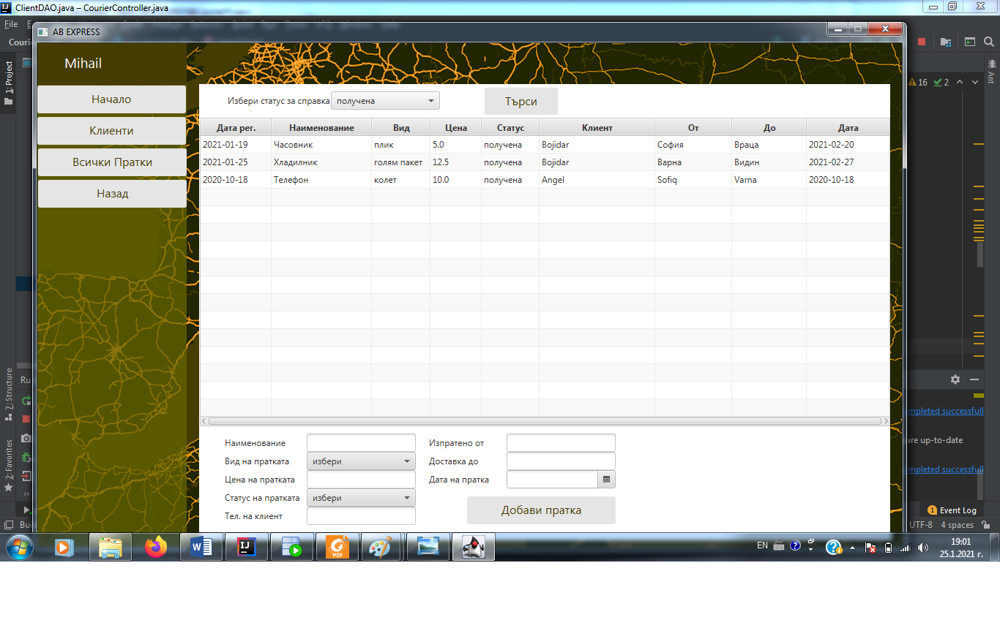 ClientDAO.java – CourierController.java
File
AB EXPRESS
Couri
1: Project
Mihail
Начало
Клиенти
Всички Пратки
Назад
Избери статус за справка получена Търси
Дата рег. Наименование Вид Цена Статус Клиент От До Дата
2021-01-19 Часовник плик 5.0 получена Bojidar София Враца 2021-02-20
2021-01-25 Хладилник голям пакет 12.5 получена Bojidar Варна Видин 2021-02-27
2020-10-18 Телефон колет 10.0 получена Angel Sofiq Varna 2020-10-18
Наименование Изпратено от
Вид на пратката избери Доставка до
Цена на пратката Дата на пратка
Статус на пратката избери Добави пратка
Тел. на клиент
16 2
Ant
7: Structure
2: Favorites
Ru
Bui
mpleted successfull
are up-to-date
mpleted successfull
1 Event Log
UTF-8 4 spaces
W
IJ
PDF
EN
19:01
25.1.2021 г.